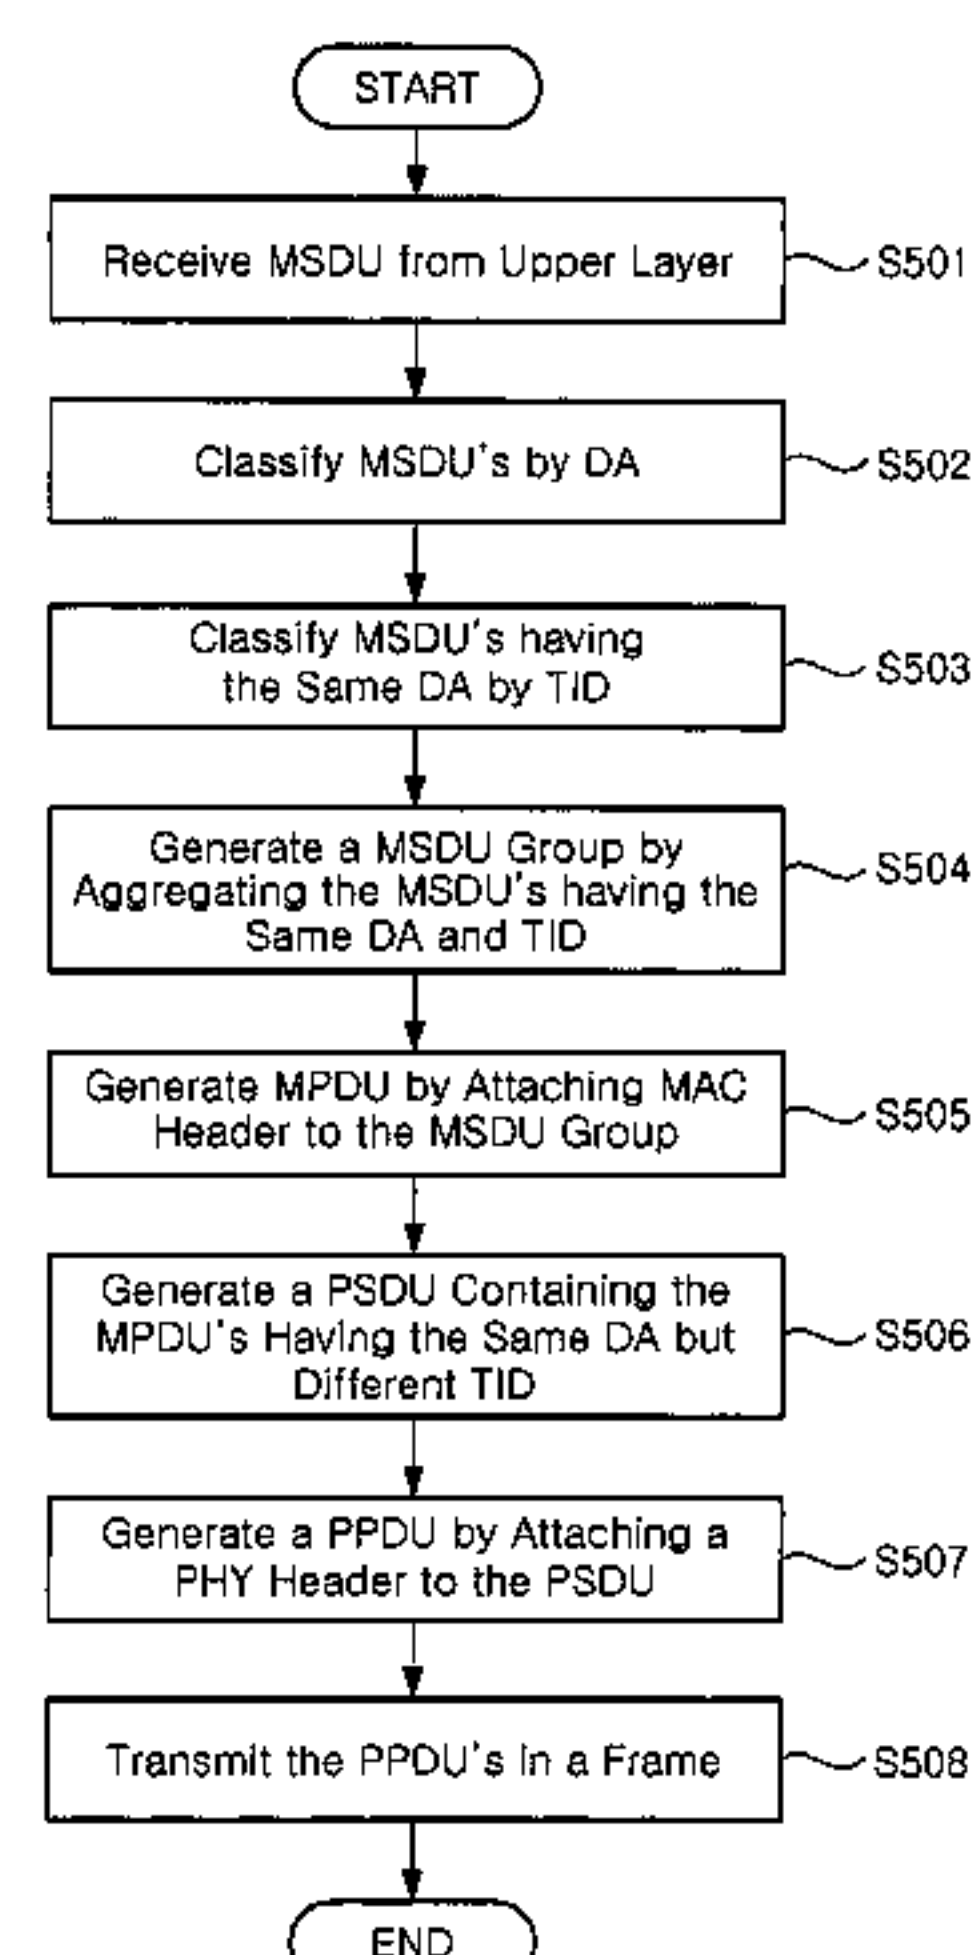 START
Receive MSDU from Upper Layer
S501
Classify MSDU's by DA
S502
Classify MSDU's having
the Same DA by TID
S503
Generate a MSDU Group by
Aggregating the MSDU's having the
Same DA and TID
S504
Generate MPDU by Attaching MAC
Header to the MSDU Group
S505
Generate a PSDU Containing the
MPDU's Having the Same DA but
Different TID
S506
Generate a PPDU by Attaching a
PHY Header to the PSDU
S507
Transmit the PPDU's in a Frame
S508
END